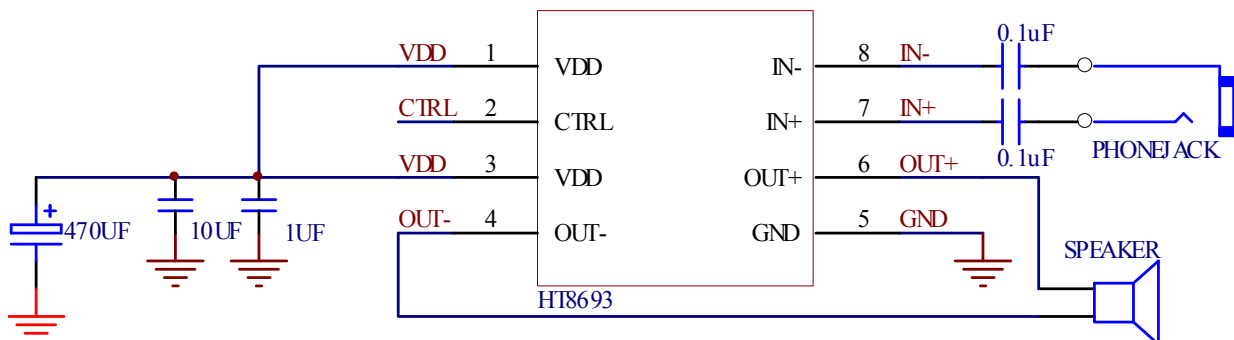 0.1uF
VDD 1 VDD IN- 8 IN-
CTRL 2 CTRL IN+ 7 IN+
0.1uF PHONEJACK
VDD 3 VDD OUT+ 6 OUT+
+
470UF 10UF 1UF OUT- 4 OUT- GND 5 GND
SPEAKER
HT8693